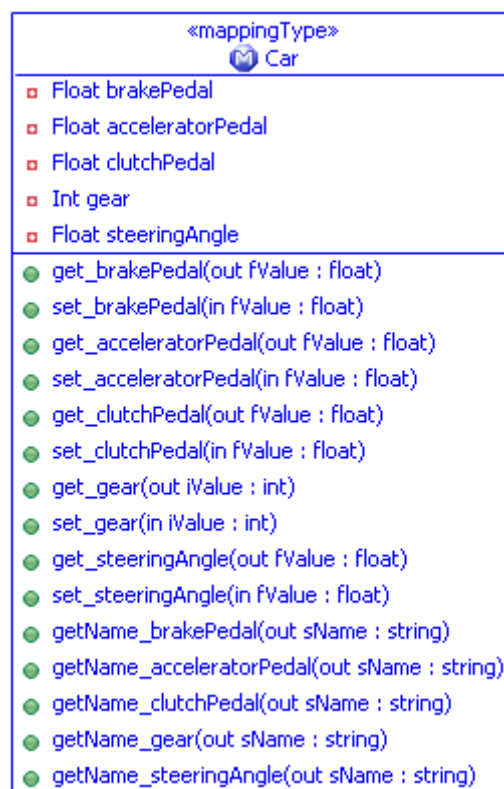 «mappingType»
M Car
Float brakePedal
Float acceleratorPedal
Float clutchPedal
Int gear
Float steeringAngle
get_brakePedal(out fValue : float)
set_brakePedal(in fValue : float)
get_acceleratorPedal(out fValue : float)
set_acceleratorPedal(in fValue : float)
get_clutchPedal(out fValue : float)
set_clutchPedal(in fValue : float)
get_gear(out iValue : int)
set_gear(in iValue : int)
get_steeringAngle(out fValue : float)
set_steeringAngle(in fValue : float)
getName_brakePedal(out sName : string)
getName_acceleratorPedal(out sName : string)
getName_clutchPedal(out sName : string)
getName_gear(out sName : string)
getName_steeringAngle(out sName : string)